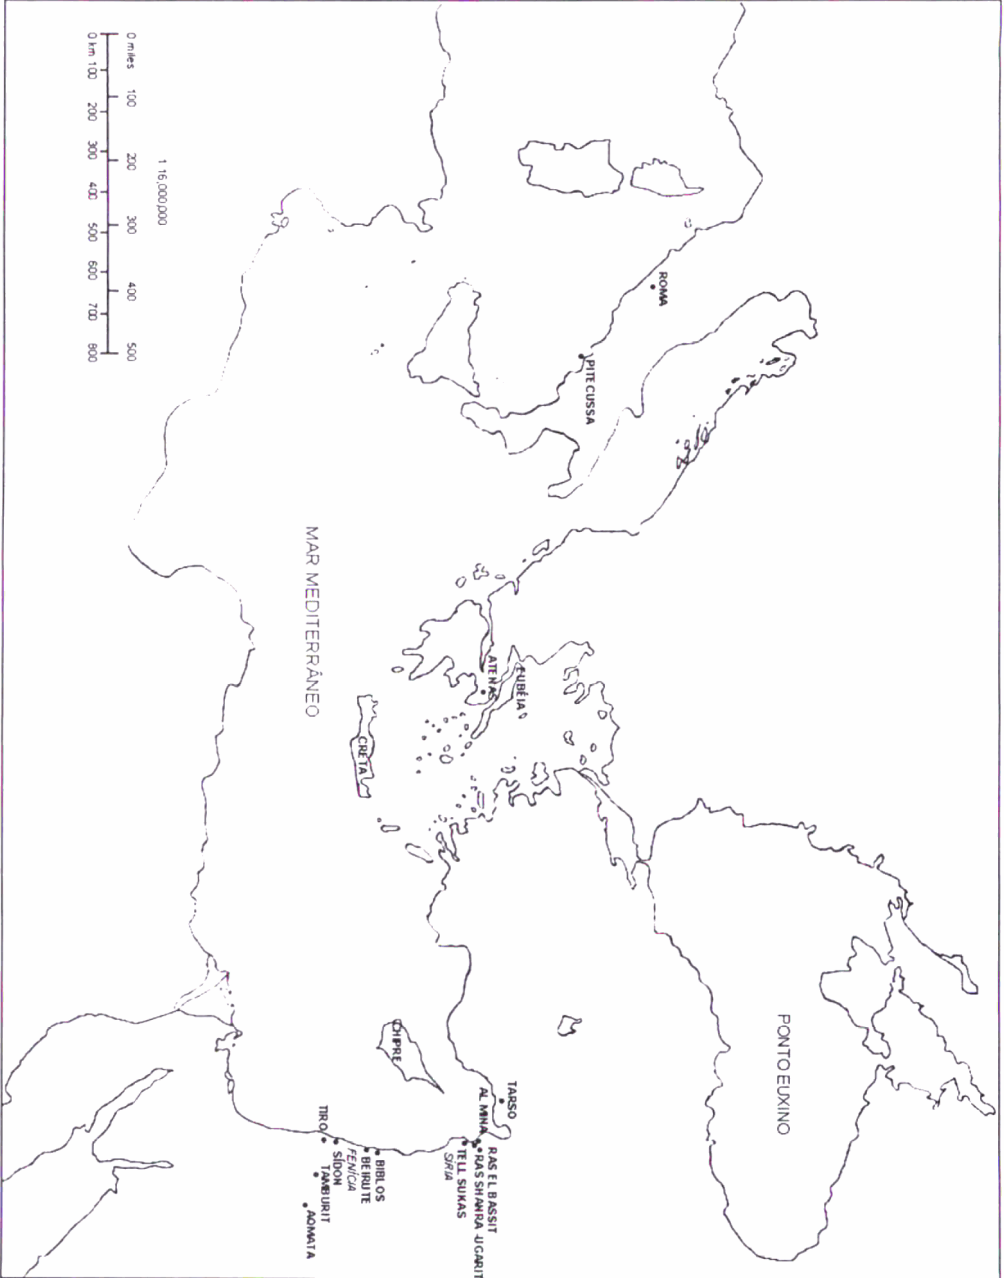 PONTO EUXINO
ROMA
PITECUSSA
EUBÉIA
ATENAS
CRETA
MAR MEDITERRÂNEO
CHIPRE
TARSO
AL MINA
RAS EL BASSIT
RAS SHAHRA-UGARIT
TELL SUKAS
SÍRIA
BIBLOS
BEIRUTE
FENÍCIA
SÍDON
TIRO
TAMBURIT
AQMATA
1:16,000,000
0 miles 100 200 300 400 500
0 km 100 200 300 400 500 600 700 800